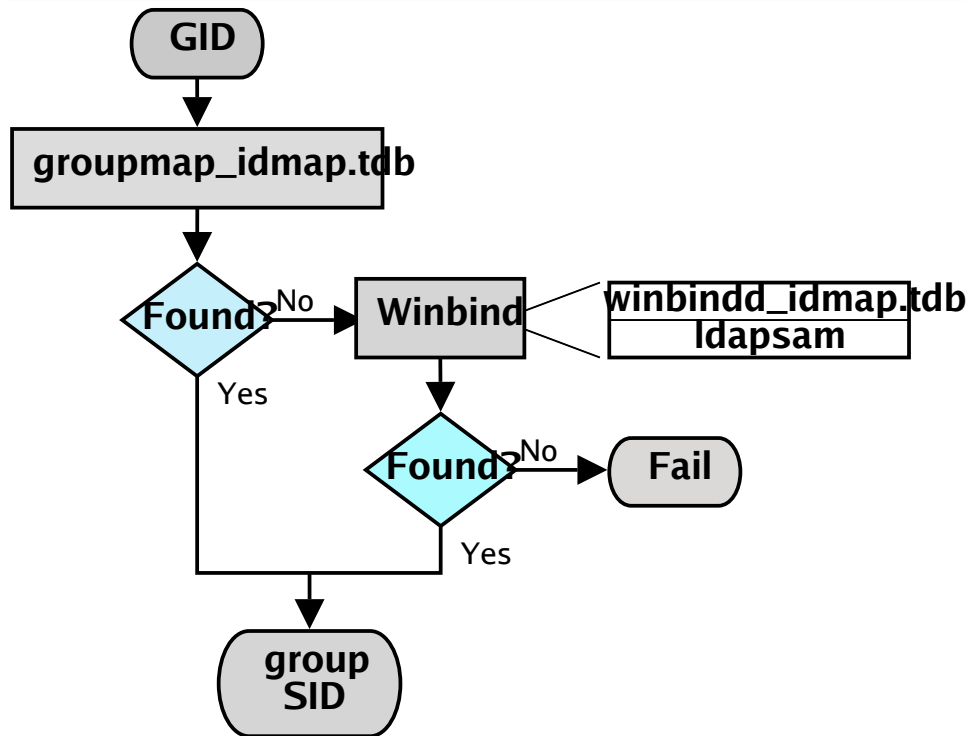 GID
groupmap_idmap.tdb
Found?
No
Winbind
winbindd_idmap.tdb
ldapsam
Yes
Found?
No
Fail
Yes
group
SID